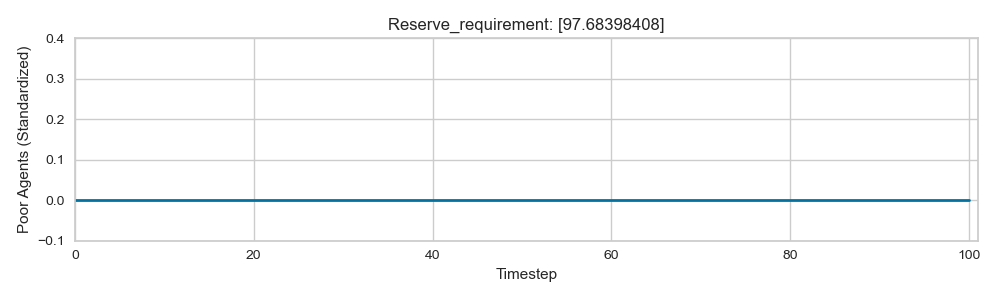 Reserve_requirement: [97.68398408]
Poor Agents (Standardized)
0.4
0.3
0.2
0.1
0.0
−0.1
0 20 40 60 80 100
Timestep